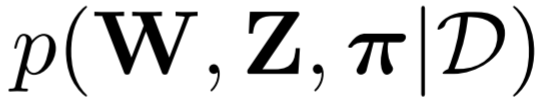 p(𝐖, 𝐙, 𝝅|𝒟)